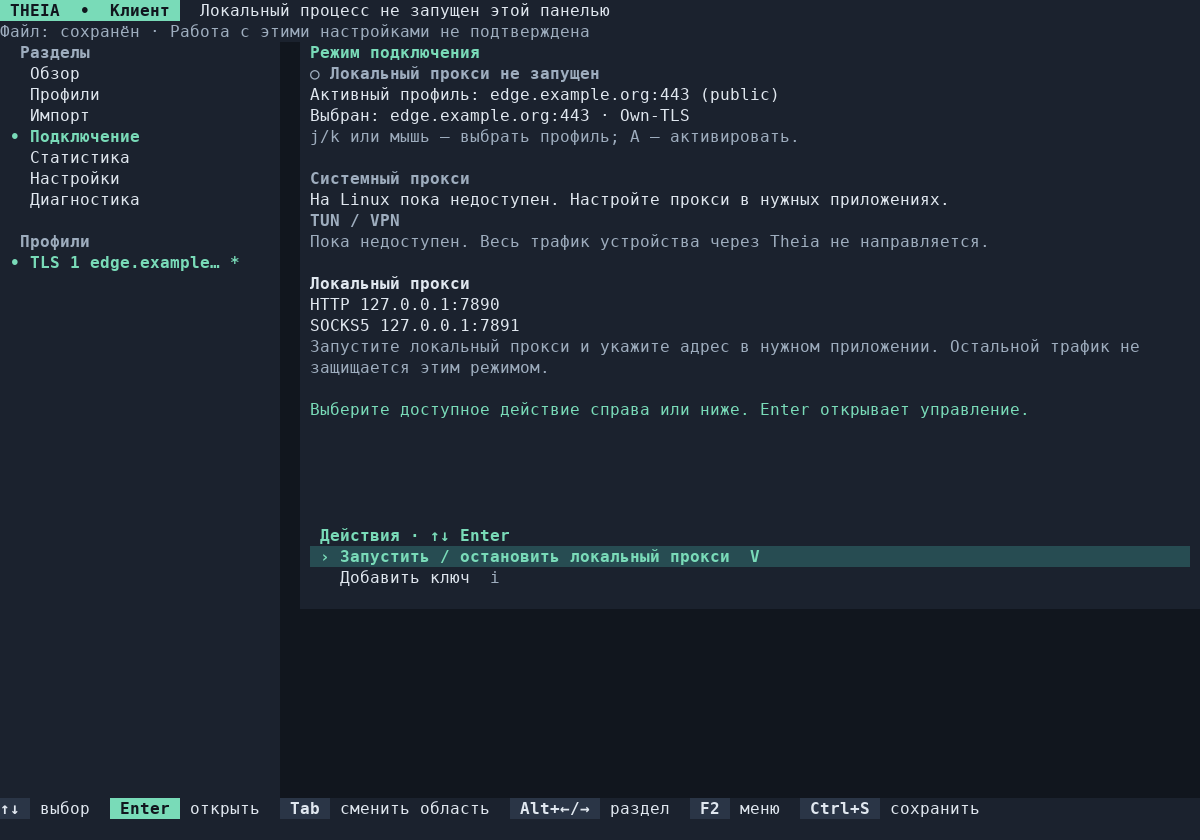 THEIA • Клиент Локальный процесс не запущен этой панелью
Файл: сохранён · Работа с этими настройками не подтверждена
Разделы
Обзор
Профили
Импорт
• Подключение
Статистика
Настройки
Диагностика
Профили
• TLS 1 edge.example… *
Режим подключения
○ Локальный прокси не запущен
Активный профиль: edge.example.org:443 (public)
Выбран: edge.example.org:443 · Own-TLS
j/k или мышь — выбрать профиль; A — активировать.
Системный прокси
На Linux пока недоступен. Настройте прокси в нужных приложениях.
TUN / VPN
Пока недоступен. Весь трафик устройства через Theia не направляется.
Локальный прокси
HTTP 127.0.0.1:7890
SOCKS5 127.0.0.1:7891
Запустите локальный прокси и укажите адрес в нужном приложении. Остальной трафик не
защищается этим режимом.
Выберите доступное действие справа или ниже. Enter открывает управление.
Действия · ↑↓ Enter
› Запустить / остановить локальный прокси V
Добавить ключ i
↑↓ выбор Enter открыть Tab сменить область Alt+←/→ раздел F2 меню Ctrl+S сохранить